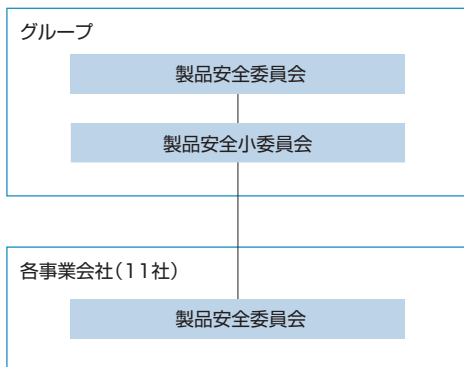 グループ
製品安全委員会
製品安全小委員会
各事業会社（11社）
製品安全委員会